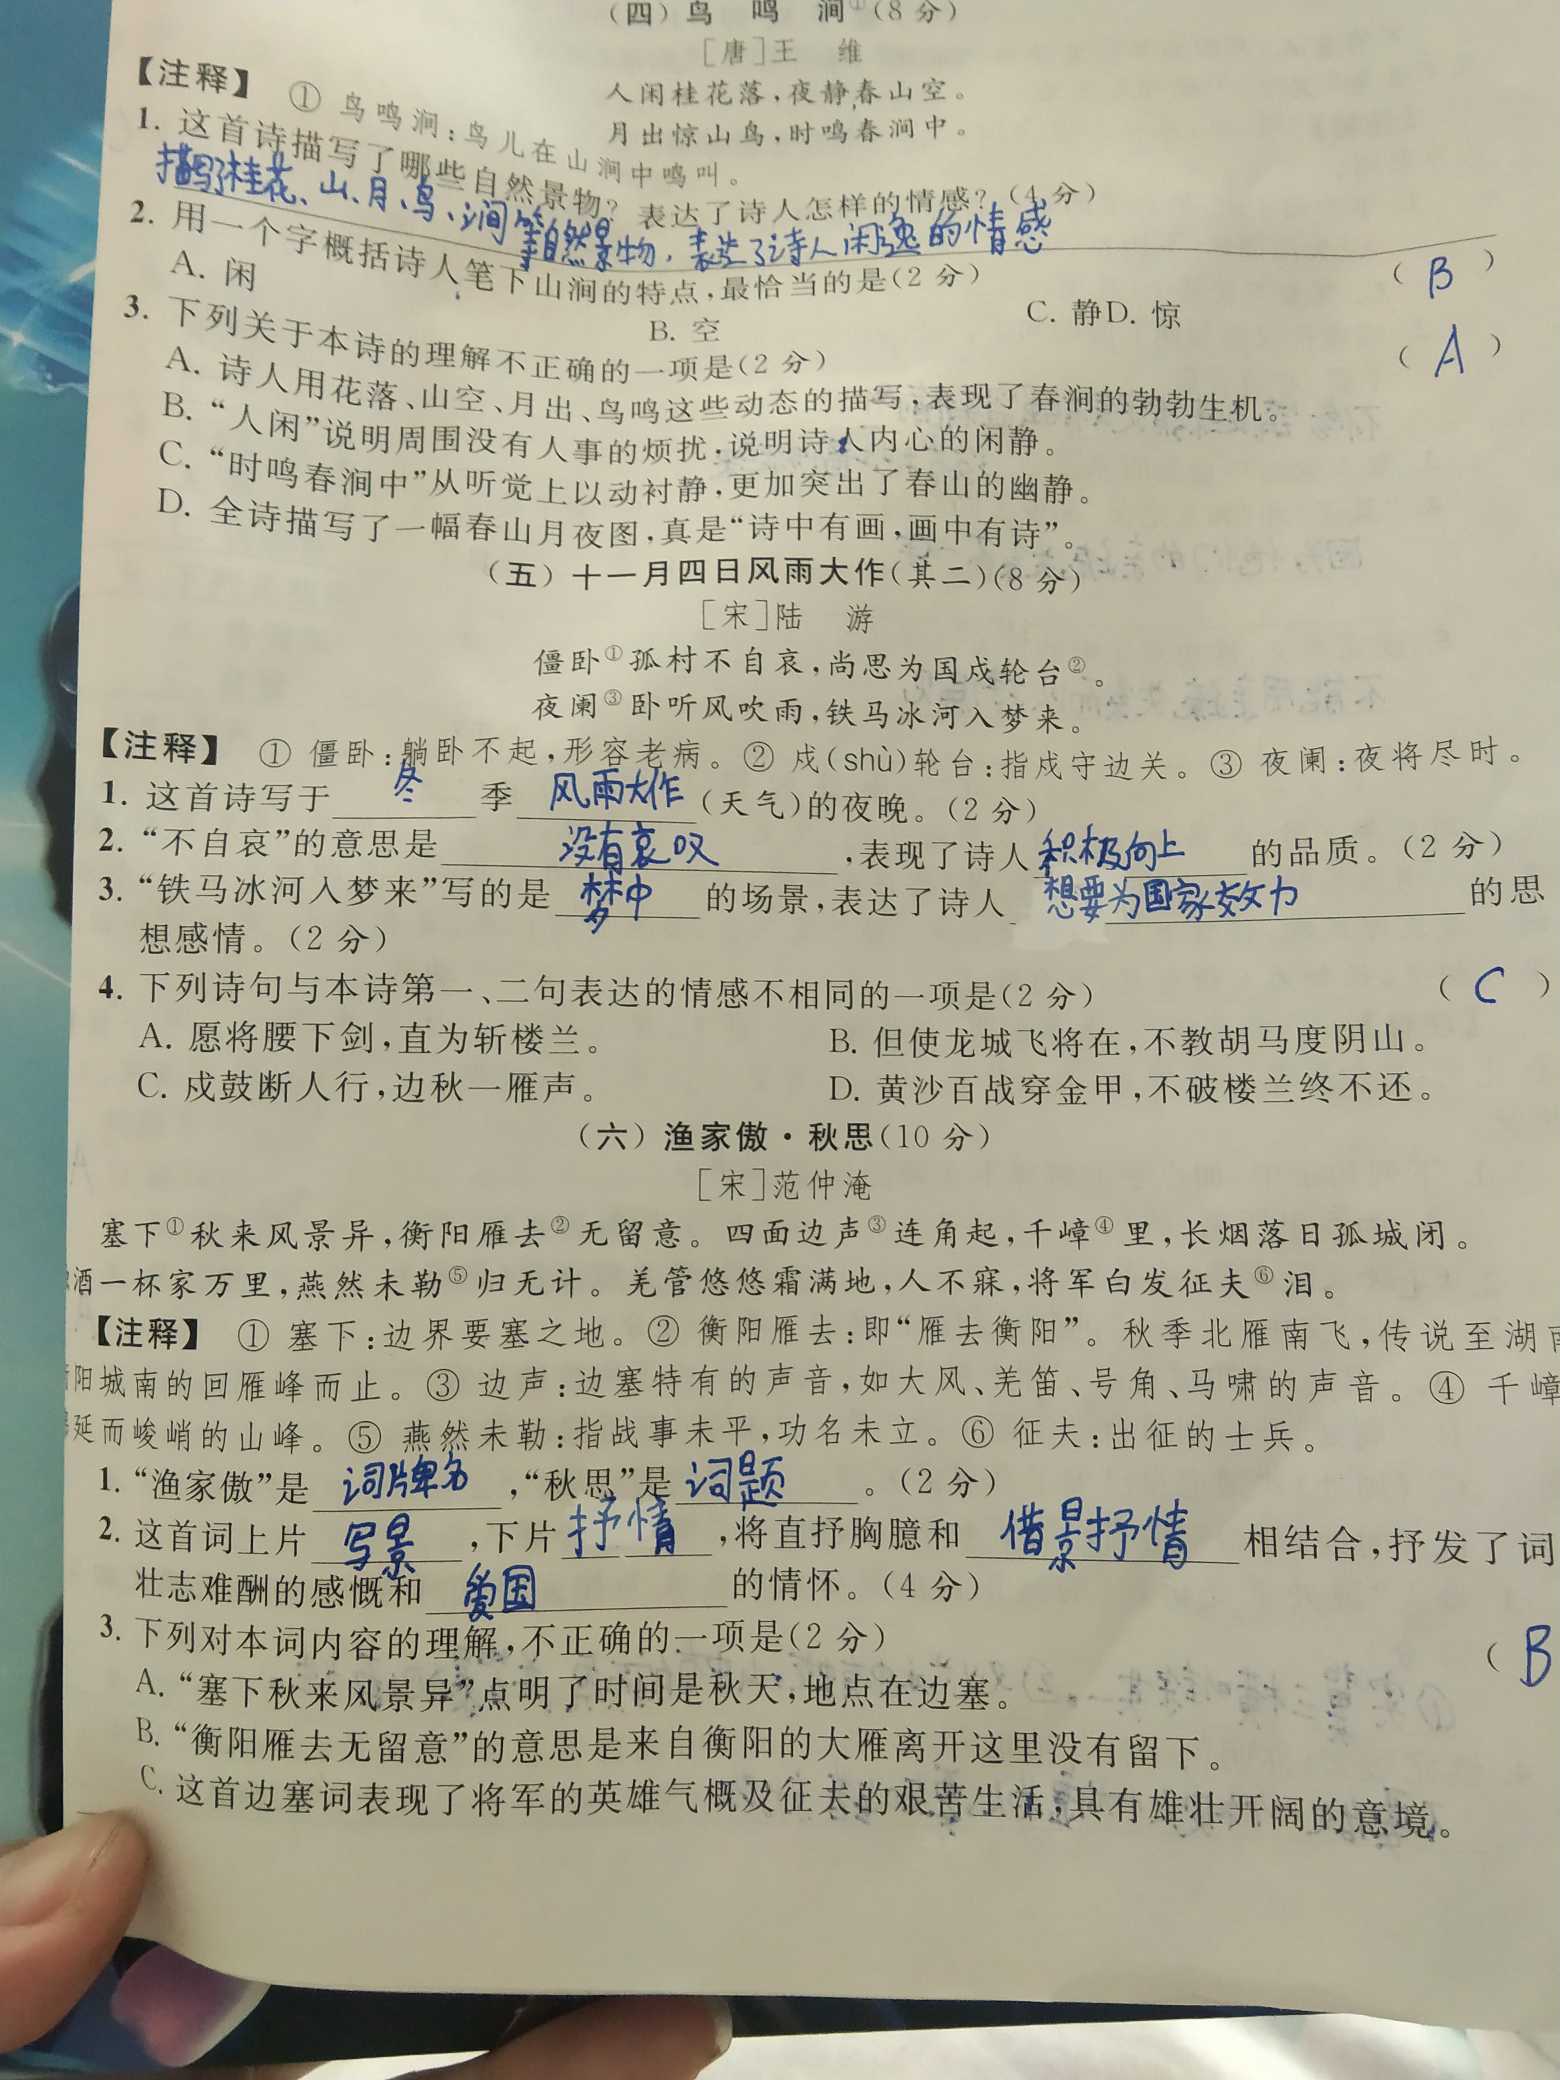 (四) 鸟 鸣 涧①(8 分)
[唐]王 维
人闲桂花落,夜静春山空。
月出惊山鸟,时鸣春涧中。
【注释】 ① 鸟鸣涧:鸟儿在山涧中鸣叫。
1. 这首诗描写了哪些自然景物? 表达了诗人怎样的情感?(4 分)
描写了桂花、山、月、鸟、涧等自然景物,表达了诗人闲逸的情感
2. 用一个字概括诗人笔下山涧的特点,最恰当的是(2 分) ( B )
A. 闲 B. 空 C. 静D. 惊
3. 下列关于本诗的理解不正确的一项是(2 分) ( A )
A. 诗人用花落、山空、月出、鸟鸣这些动态的描写,表现了春涧的勃勃生机。
B. “人闲”说明周围没有人事的烦扰,说明诗人内心的闲静。
C. “时鸣春涧中”从听觉上以动衬静,更加突出了春山的幽静。
D. 全诗描写了一幅春山月夜图,真是“诗中有画,画中有诗”。
(五) 十一月四日风雨大作(其二)(8 分)
[宋]陆 游
僵卧①孤村不自哀,尚思为国戍轮台②。
夜阑③卧听风吹雨,铁马冰河入梦来。
【注释】 ① 僵卧:躺卧不起,形容老病。② 戍(shù)轮台:指戍守边关。③ 夜阑:夜将尽时。
1. 这首诗写于 冬 季 风雨大作 (天气)的夜晚。(2 分)
2. “不自哀”的意思是 没有哀叹 ,表现了诗人 积极向上 的品质。(2 分)
3. “铁马冰河入梦来”写的是 梦中 的场景,表达了诗人 想要为国家效力 的思
想感情。(2 分)
4. 下列诗句与本诗第一、二句表达的情感不相同的一项是(2 分) ( C )
A. 愿将腰下剑,直为斩楼兰。 B. 但使龙城飞将在,不教胡马度阴山。
C. 戍鼓断人行,边秋一雁声。 D. 黄沙百战穿金甲,不破楼兰终不还。
(六) 渔家傲·秋思(10 分)
[宋]范仲淹
塞下①秋来风景异,衡阳雁去②无留意。四面边声③连角起,千嶂④里,长烟落日孤城闭。
酒一杯家万里,燕然未勒⑤归无计。羌管悠悠霜满地,人不寐,将军白发征夫⑥泪。
【注释】 ① 塞下:边界要塞之地。② 衡阳雁去:即“雁去衡阳”。秋季北雁南飞,传说至湖南
阳城南的回雁峰而止。③ 边声:边塞特有的声音,如大风、羌笛、号角、马啸的声音。④ 千嶂
延而峻峭的山峰。⑤ 燕然未勒:指战事未平,功名未立。⑥ 征夫:出征的士兵。
1. “渔家傲”是 词牌名 ,“秋思”是 词题 。(2 分)
2. 这首词上片 写景 ,下片 抒情 ,将直抒胸臆和 借景抒情 相结合,抒发了词
壮志难酬的感慨和 爱国 的情怀。(4 分)
3. 下列对本词内容的理解,不正确的一项是(2 分) ( B
A. “塞下秋来风景异”点明了时间是秋天,地点在边塞。
B. “衡阳雁去无留意”的意思是来自衡阳的大雁离开这里没有留下。
C. 这首边塞词表现了将军的英雄气概及征夫的艰苦生活,具有雄壮开阔的意境。